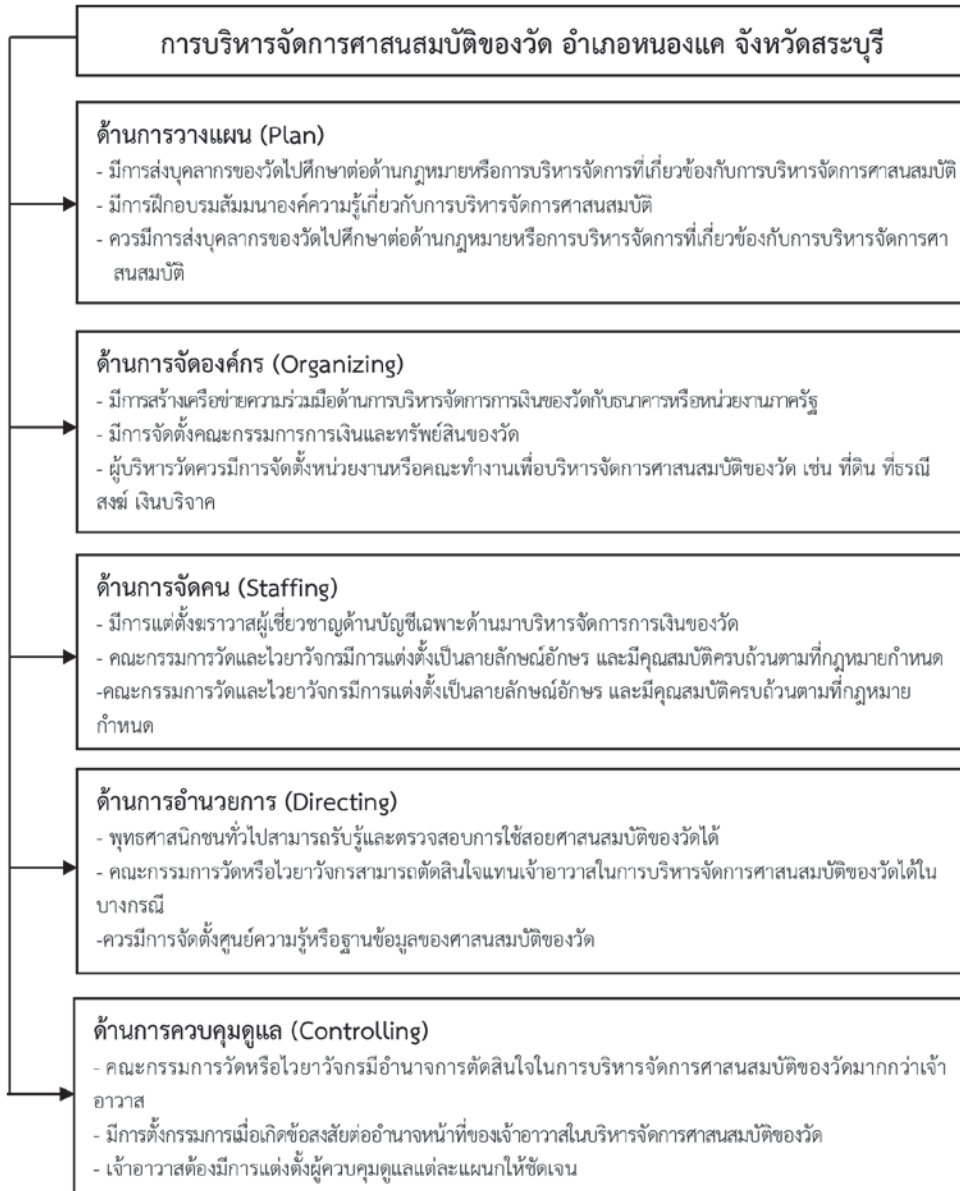 การบริหารจัดการศาสนสมบัติของวัด อำเภอหนองแค จังหวัดสระบุรี
ด้านการวางแผน (Plan)
- มีการส่งบุคลากรของวัดไปศึกษาต่อด้านกฎหมายหรือการบริหารจัดการที่เกี่ยวข้องกับการบริหารจัดการศาสนสมบัติ
- มีการฝึกอบรมสัมมนาองค์ความรู้เกี่ยวกับการบริหารจัดการศาสนสมบัติ
- ควรมีการส่งบุคลากรของวัดไปศึกษาต่อด้านกฎหมายหรือการบริหารจัดการที่เกี่ยวข้องกับการบริหารจัดการศา
สนสมบัติ
ด้านการจัดองค์กร (Organizing)
- มีการสร้างเครือข่ายความร่วมมือด้านการบริหารจัดการการเงินของวัดกับธนาคารหรือหน่วยงานภาครัฐ
- มีการจัดตั้งคณะกรรมการการเงินและทรัพย์สินของวัด
- ผู้บริหารวัดควรมีการจัดตั้งหน่วยงานหรือคณะทำงานเพื่อบริหารจัดการศาสนสมบัติของวัด เช่น ที่ดิน ที่ธรณี
สงฆ์ เงินบริจาค
ด้านการจัดคน (Staffing)
- มีการแต่ตั้งฆราวาสผู้เชี่ยวชาญด้านบัญชีเฉพาะด้านมาบริหารจัดการการเงินของวัด
- คณะกรรมการวัดและไวยาวัจกรมีการแต่งตั้งเป็นลายลักษณ์อักษร และมีคุณสมบัติครบถ้วนตามที่กฎหมายกำหนด
-คณะกรรมการวัดและไวยาวัจกรมีการแต่งตั้งเป็นลายลักษณ์อักษร และมีคุณสมบัติครบถ้วนตามที่กฎหมาย
กำหนด
ด้านการอำนวยการ (Directing)
- พุทธศาสนิกชนทั่วไปสามารถรับรู้และตรวจสอบการใช้สอยศาสนสมบัติของวัดได้
- คณะกรรมการวัดหรือไวยาวัจกรสามารถตัดสินใจแทนเจ้าอาวาสในการบริหารจัดการศาสนสมบัติของวัดได้ใน
บางกรณี
-ควรมีการจัดตั้งศูนย์ความรู้หรือฐานข้อมูลของศาสนสมบัติของวัด
ด้านการควบคุมดูแล (Controlling)
- คณะกรรมการวัดหรือไวยาวัจกรมีอำนาจการตัดสินใจในการบริหารจัดการศาสนสมบัติของวัดมากกว่าเจ้า
อาวาส
- มีการตั้งกรรมการเมื่อเกิดข้อสงสัยต่ออำนาจหน้าที่ของเจ้าอาวาสในบริหารจัดการศาสนสมบัติของวัด
- เจ้าอาวาสต้องมีการแต่งตั้งผู้ควบคุมดูแลแต่ละแผนกให้ชัดเจน